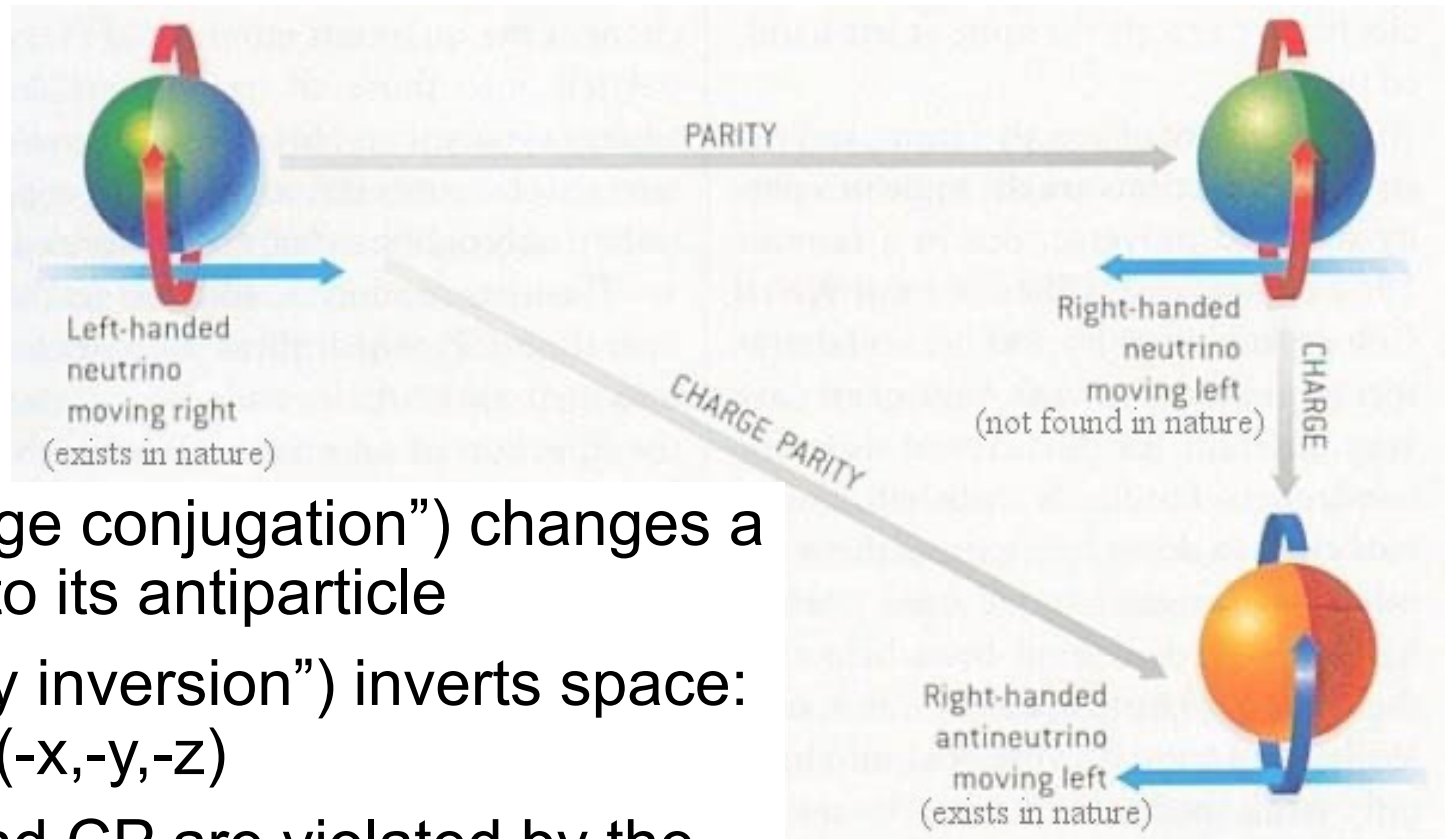 PARITY
Left-handed
neutrino
moving right
(exists in nature)
Right-handed
neutrino
moving left
(not found in nature)
CHARGE
CHARGE PARITY
ge conjugation”) changes a
to its antiparticle
y inversion”) inverts space:
(-x,-y,-z)
Right-handed
antineutrino
moving left
(exists in nature)
nd CP are violated by the